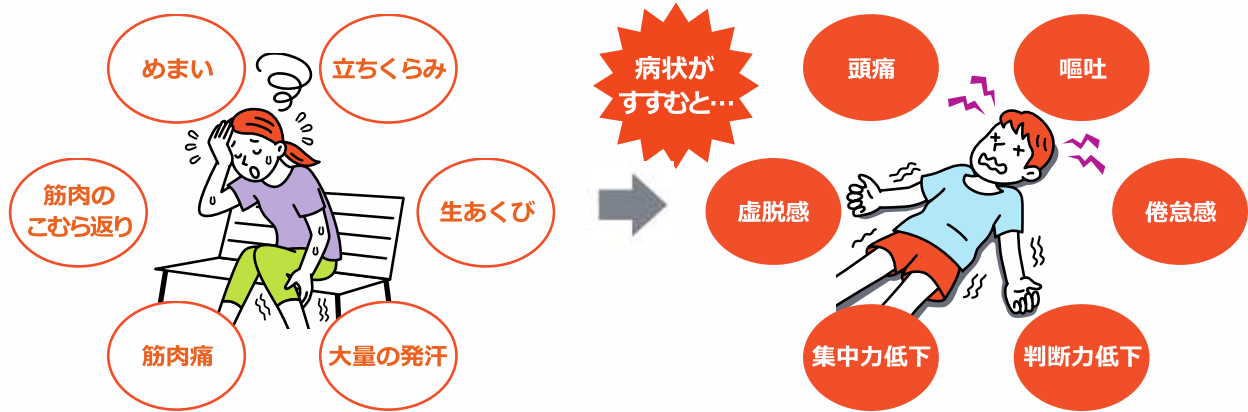 めまい
立ちくらみ
筋肉の
こむら返り
生あくび
筋肉痛
大量の発汗
病状が
すすむと…
頭痛
嘔吐
虚脱感
倦怠感
集中力低下
判断力低下